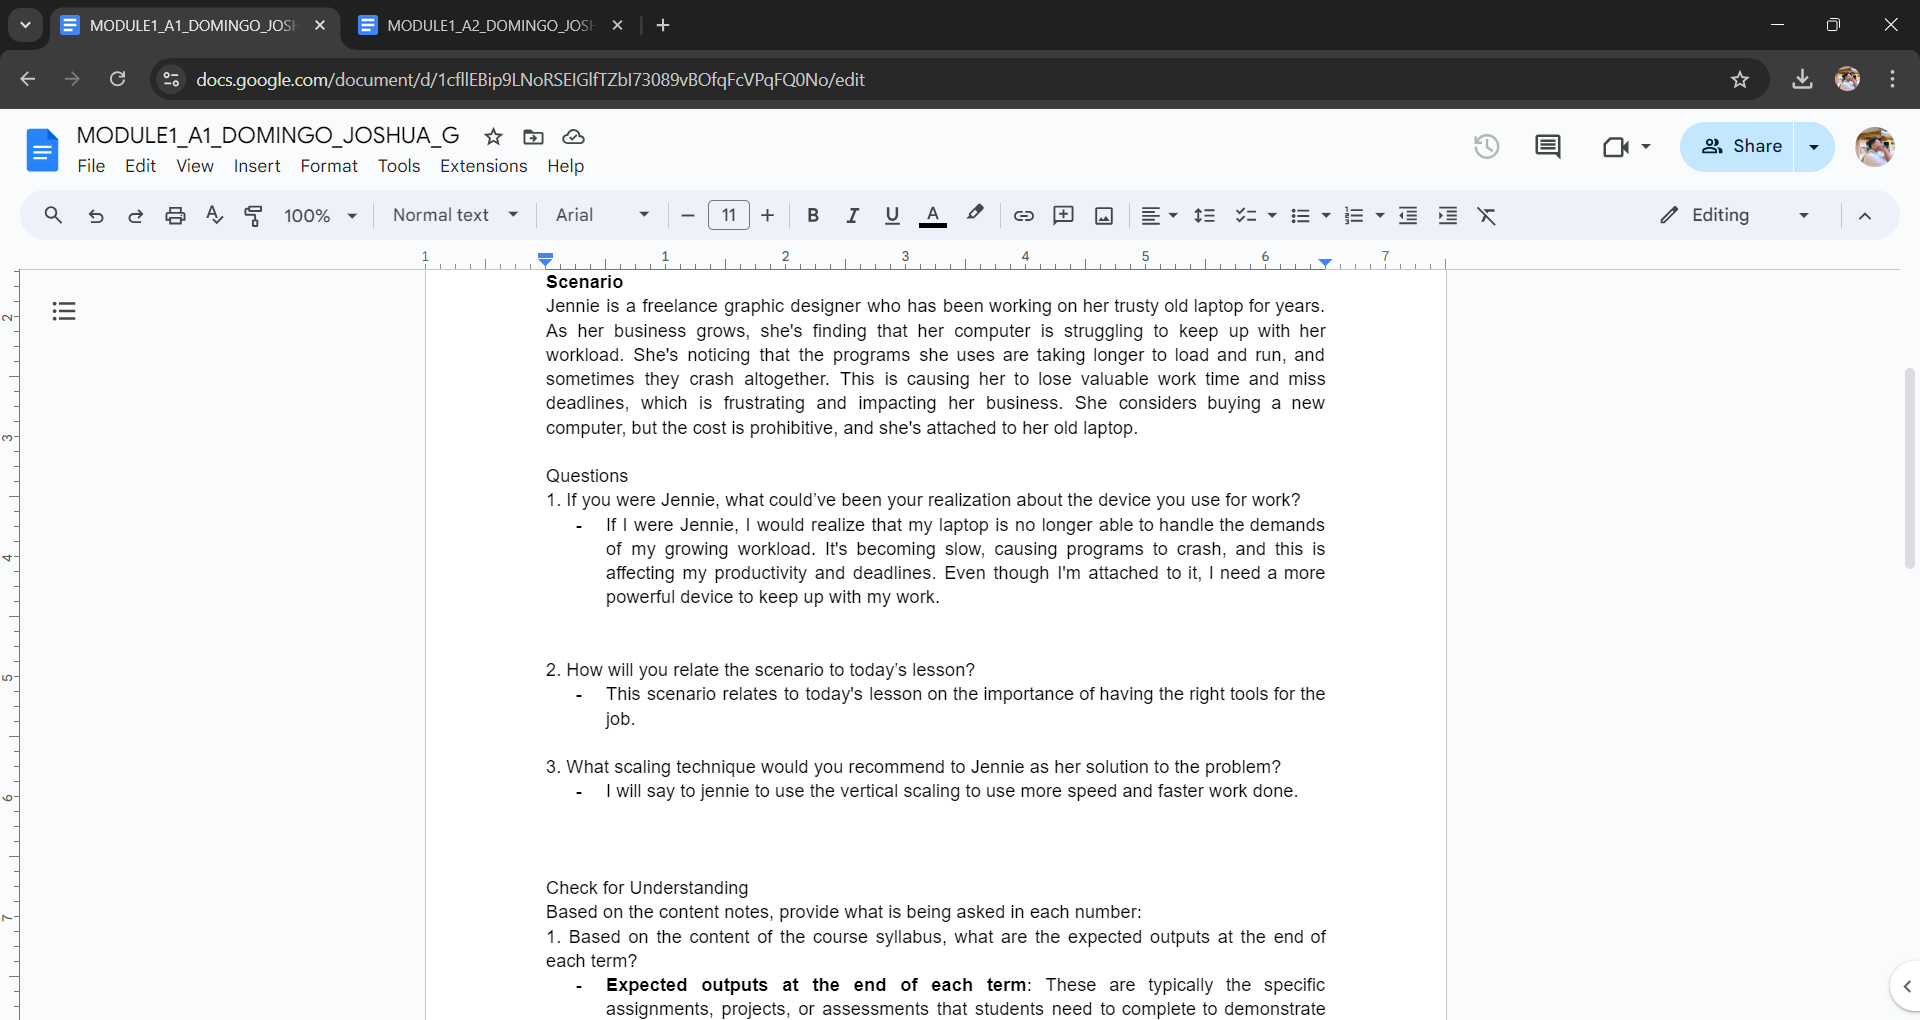 MODULE1_A1_DOMINGO_JOSH
MODULE1_A2_DOMINGO_JOSH
docs.google.com/document/d/1cfllEBip9LNoRSEIGlfTZbI73089vBOfqFcVPqFQ0No/edit
MODULE1_A1_DOMINGO_JOSHUA_G
File Edit View Insert Format Tools Extensions Help
Share
100% Normal text Arial 11 Editing
1 1 2 3 4 5 6 7
Scenario
Jennie is a freelance graphic designer who has been working on her trusty old laptop for years.
As her business grows, she's finding that her computer is struggling to keep up with her
workload. She's noticing that the programs she uses are taking longer to load and run, and
sometimes they crash altogether. This is causing her to lose valuable work time and miss
deadlines, which is frustrating and impacting her business. She considers buying a new
computer, but the cost is prohibitive, and she's attached to her old laptop.
Questions
1. If you were Jennie, what could've been your realization about the device you use for work?
- If I were Jennie, I would realize that my laptop is no longer able to handle the demands
of my growing workload. It's becoming slow, causing programs to crash, and this is
affecting my productivity and deadlines. Even though I'm attached to it, I need a more
powerful device to keep up with my work.
2. How will you relate the scenario to today's lesson?
- This scenario relates to today's lesson on the importance of having the right tools for the
job.
3. What scaling technique would you recommend to Jennie as her solution to the problem?
- I will say to jennie to use the vertical scaling to use more speed and faster work done.
Check for Understanding
Based on the content notes, provide what is being asked in each number:
1. Based on the content of the course syllabus, what are the expected outputs at the end of
each term?
- Expected outputs at the end of each term: These are typically the specific
assignments, projects, or assessments that students need to complete to demonstrate
2
3
4
5
6
7